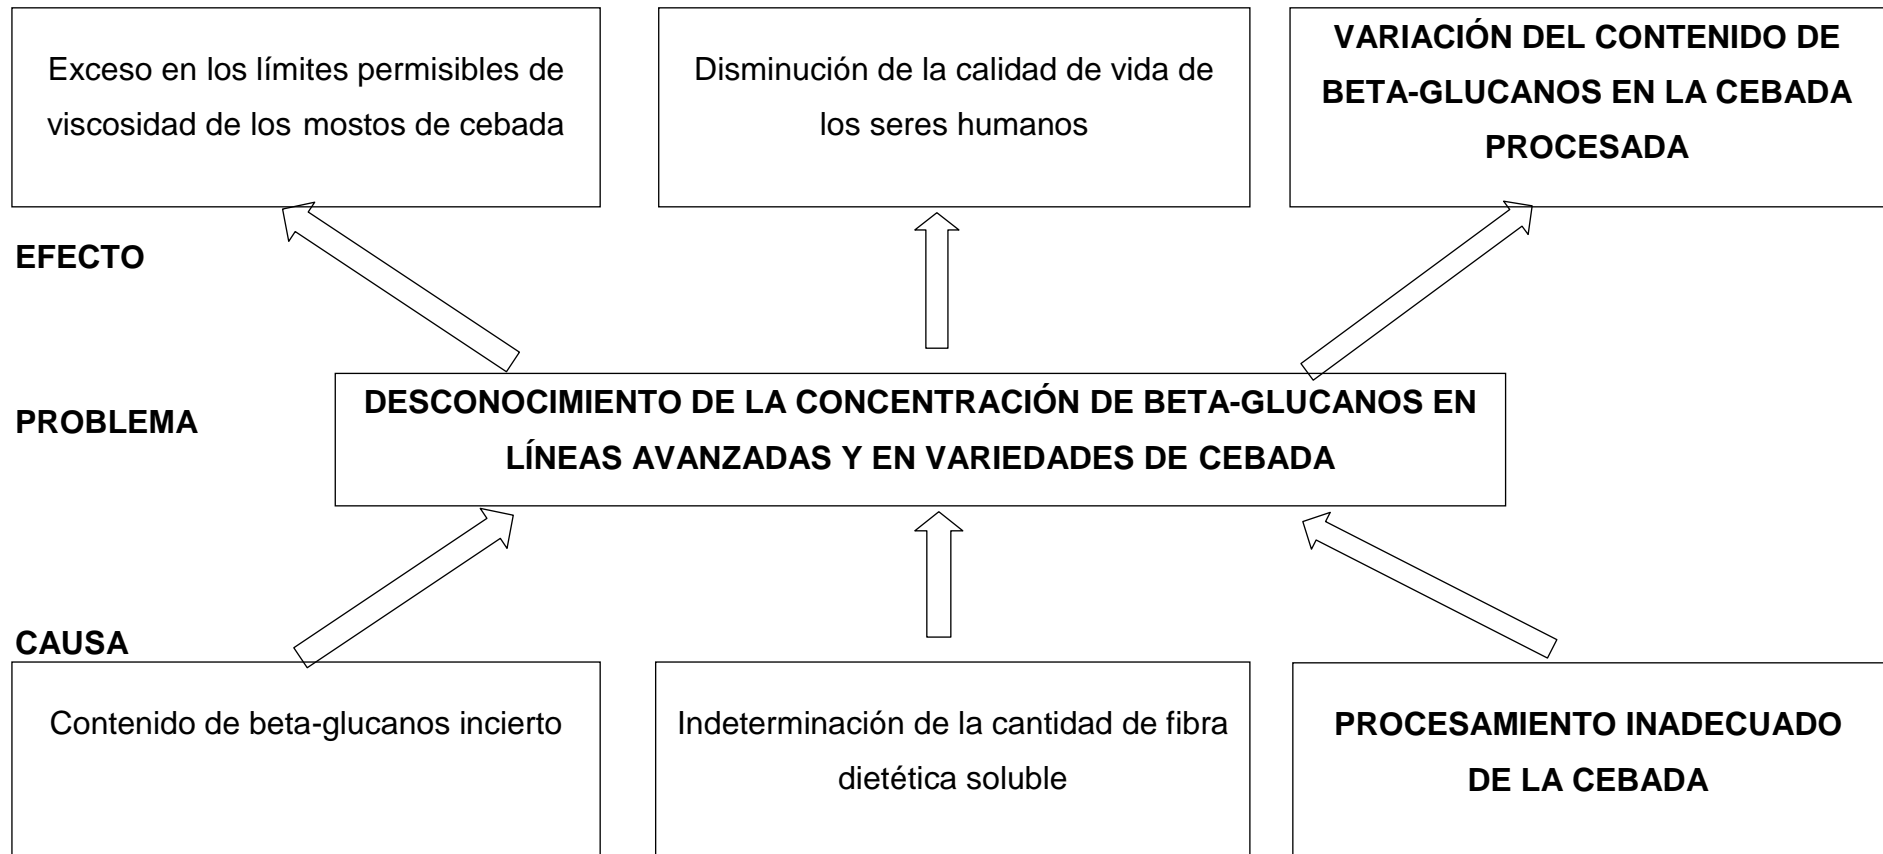 Exceso en los límites permisibles de
viscosidad de los mostos de cebada
Disminución de la calidad de vida de
los seres humanos
VARIACIÓN DEL CONTENIDO DE
BETA-GLUCANOS EN LA CEBADA
PROCESADA
EFECTO
PROBLEMA
DESCONOCIMIENTO DE LA CONCENTRACIÓN DE BETA-GLUCANOS EN
LÍNEAS AVANZADAS Y EN VARIEDADES DE CEBADA
CAUSA
Contenido de beta-glucanos incierto
Indeterminación de la cantidad de fibra
dietética soluble
PROCESAMIENTO INADECUADO
DE LA CEBADA